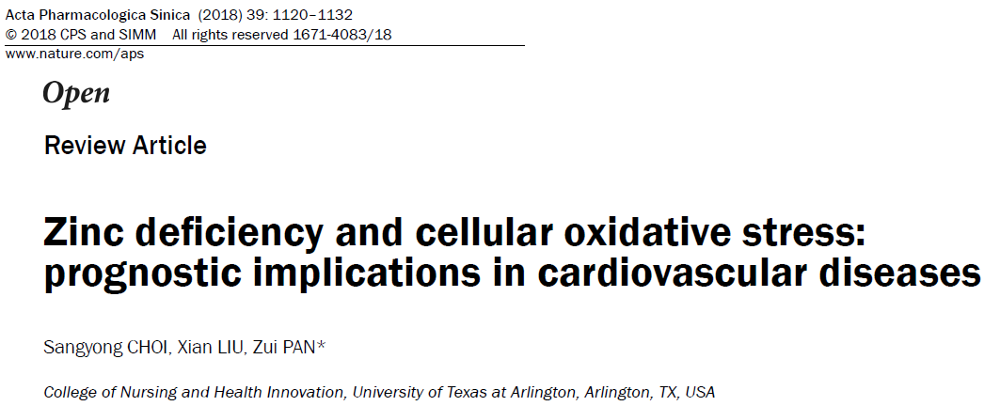 Acta Pharmacologica Sinica (2018) 39: 1120–1132
© 2018 CPS and SIMM All rights reserved 1671-4083/18
www.nature.com/aps
Open
Review Article
Zinc deficiency and cellular oxidative stress:
prognostic implications in cardiovascular diseases
Sangyong CHOI, Xian LIU, Zui PAN*
College of Nursing and Health Innovation, University of Texas at Arlington, Arlington, TX, USA